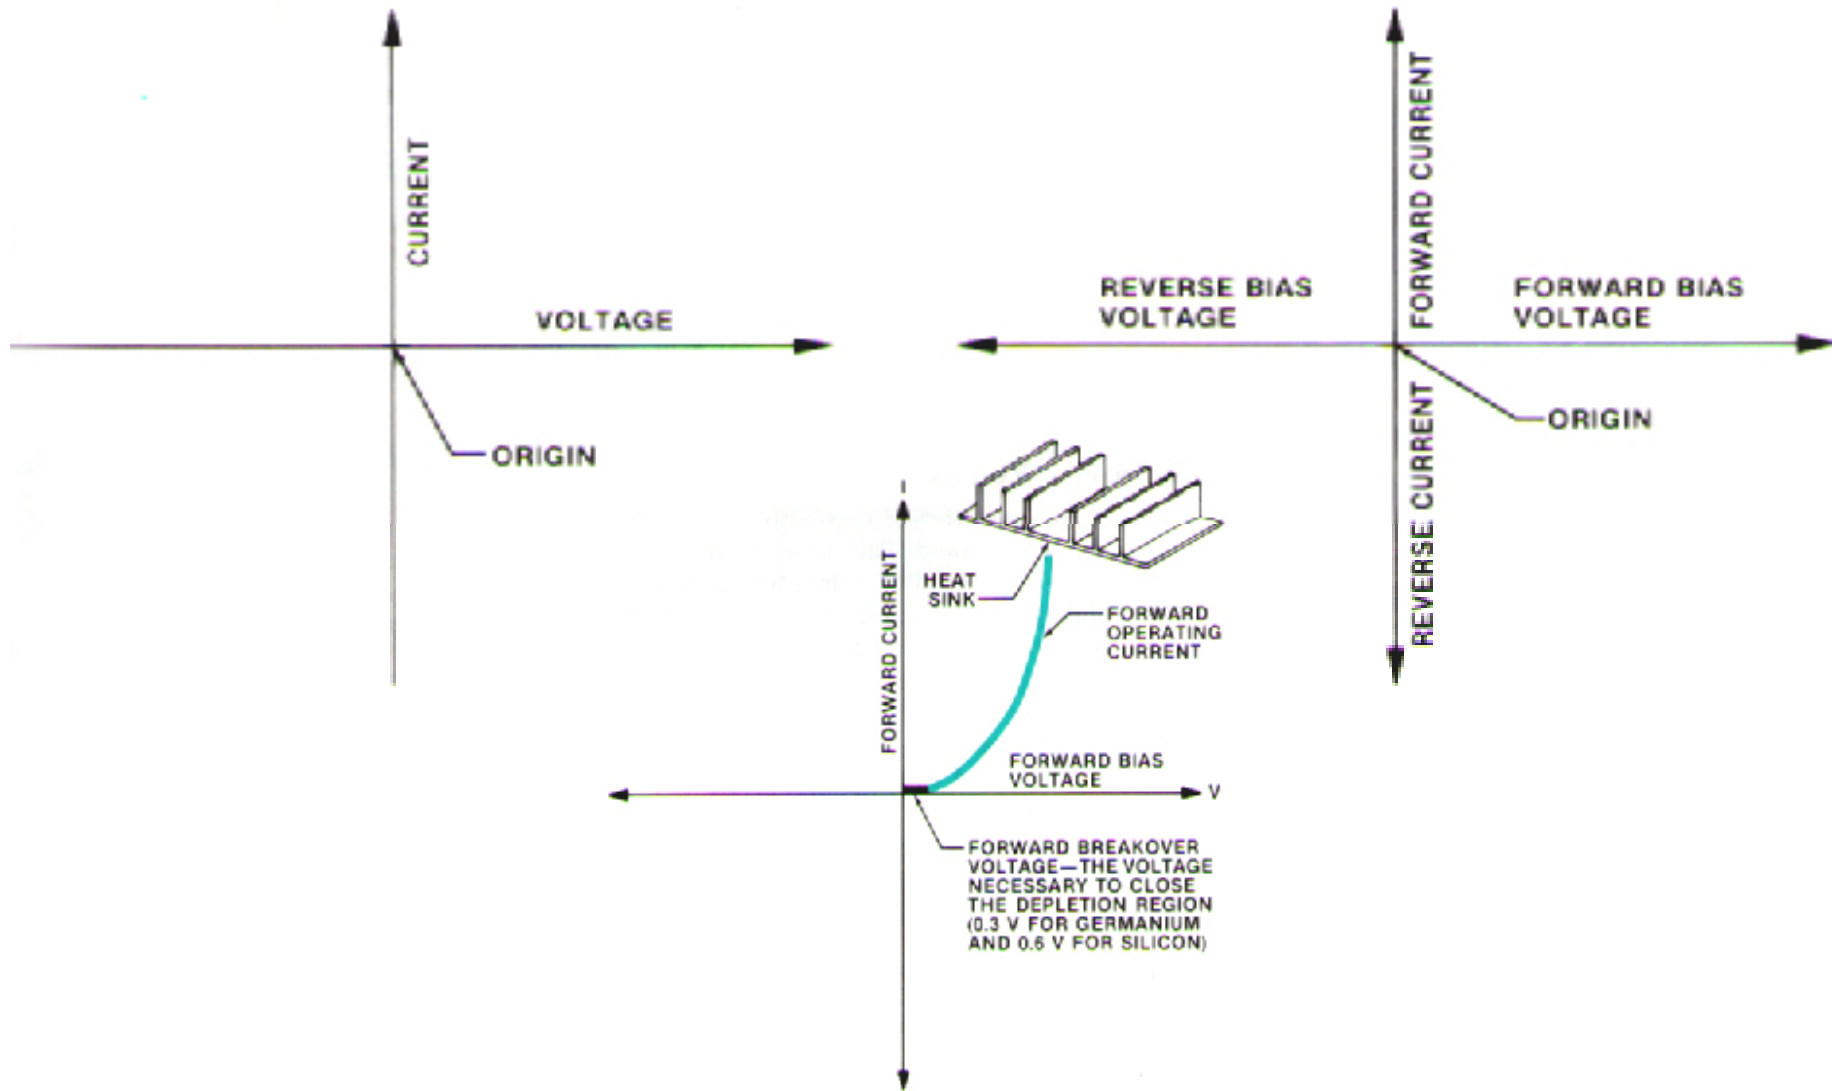 CURRENT
VOLTAGE
ORIGIN
FORWARD CURRENT
REVERSE BIAS
VOLTAGE
FORWARD BIAS
VOLTAGE
ORIGIN
REVERSE CURRENT
I
FORWARD CURRENT
HEAT
SINK
FORWARD
OPERATING
CURRENT
FORWARD BIAS
VOLTAGE
V
FORWARD BREAKOVER
VOLTAGE—THE VOLTAGE
NECESSARY TO CLOSE
THE DEPLETION REGION
(0.3 V FOR GERMANIUM
AND 0.6 V FOR SILICON)